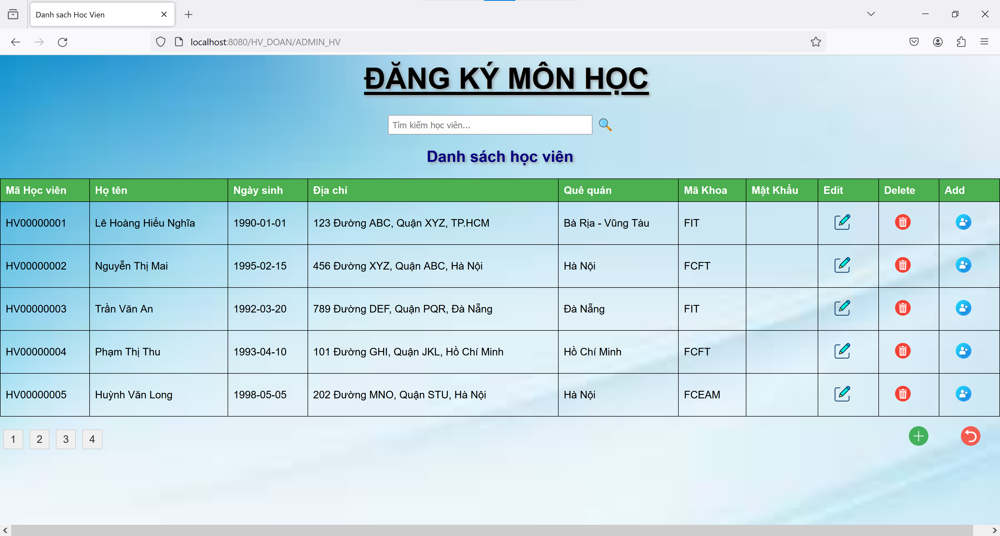 Danh sach Hoc Vien
localhost:8080/HV_DOAN/ADMIN_HV
ĐĂNG KÝ MÔN HỌC
Tìm kiếm học viên...
Danh sách học viên
Mã Học viên Họ tên Ngày sinh Địa chỉ Quê quán Mã Khoa Mật Khẩu Edit Delete Add
HV00000001 Lê Hoàng Hiếu Nghĩa 1990-01-01 123 Đường ABC, Quận XYZ, TP.HCM Bà Rịa - Vũng Tàu FIT
HV00000002 Nguyễn Thị Mai 1995-02-15 456 Đường XYZ, Quận ABC, Hà Nội Hà Nội FCFT
HV00000003 Trần Văn An 1992-03-20 789 Đường DEF, Quận PQR, Đà Nẵng Đà Nẵng FIT
HV00000004 Phạm Thị Thu 1993-04-10 101 Đường GHI, Quận JKL, Hồ Chí Minh Hồ Chí Minh FCFT
HV00000005 Huỳnh Văn Long 1998-05-05 202 Đường MNO, Quận STU, Hà Nội Hà Nội FCEAM
1 2 3 4